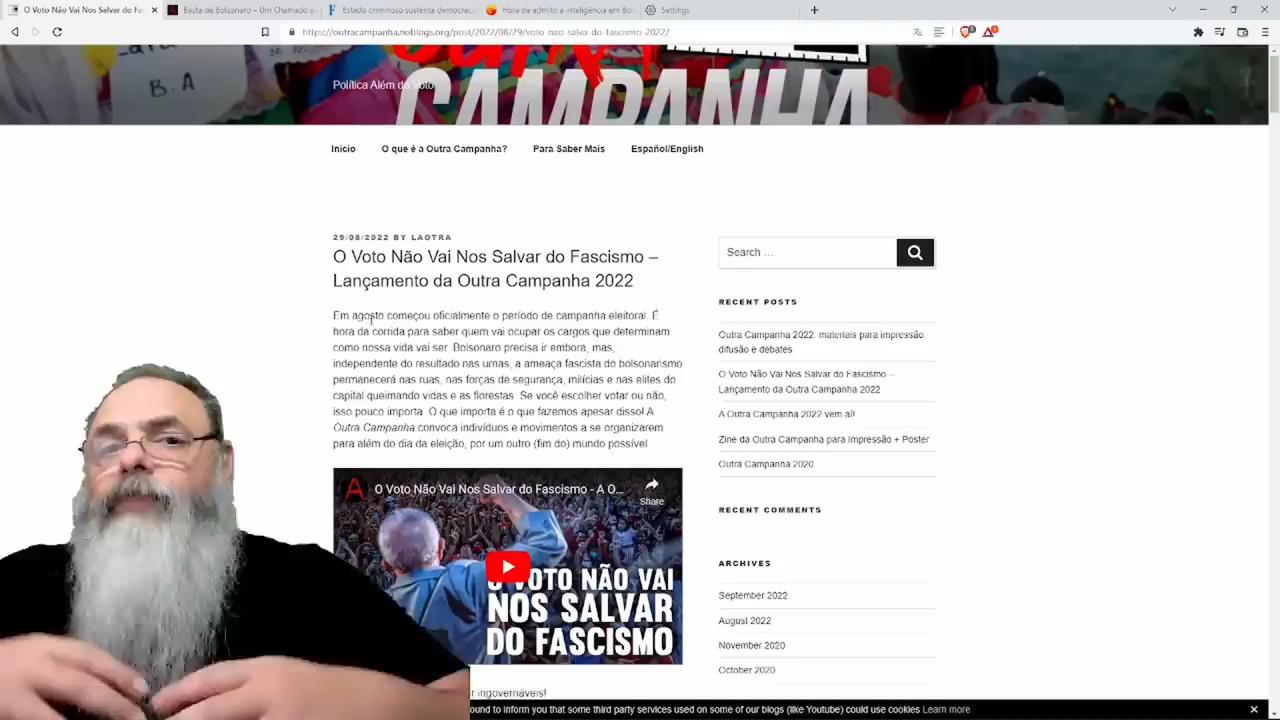 O Voto Não Vai Nos Salvar do Fa
Basta de Bolsonaro – Um Chamado a
Estado criminoso sustenta democrac
Hora de admitir a inteligência em Bo
Settings
https://outracampanha.noblogs.org/post/2022/08/29/voto-nao-salva-do-fascismo-2022/
B.A
Política Além do Voto
CAMPANHA
Inicio
O que é a Outra Campanha?
Para Saber Mais
Español/English
29/08/2022 BY LAOTRA
O Voto Não Vai Nos Salvar do Fascismo –
Lançamento da Outra Campanha 2022
Em agosto começou oficialmente o período de campanha eleitoral. É
hora da corrida para saber quem vai ocupar os cargos que determinam
como nossa vida vai ser. Bolsonaro precisa ir embora, mas,
independente do resultado nas urnas, a ameaça fascista do bolsonarismo
permanecerá nas ruas, nas forças de segurança, milícias e nas elites do
capital queimando vidas e as florestas. Se você escolher votar ou não,
isso pouco importa. O que importa é o que fazemos apesar disso! A
Outra Campanha convoca indivíduos e movimentos a se organizarem
para além do dia da eleição, por um outro (fim do) mundo possível
O Voto Não Vai Nos Salvar do Fascismo - A O...
Share
O VOTO NÃO VAI
NOS SALVAR
DO FASCISMO
r ingovernáveis!
Search …
RECENT POSTS
Outra Campanha 2022: materiais para impressão,
difusão e debates
O Voto Não Vai Nos Salvar do Fascismo –
Lançamento da Outra Campanha 2022
A Outra Campanha 2022 vem aí!
Zine da Outra Campanha para Impressão + Poster
Outra Campanha 2020
RECENT COMMENTS
ARCHIVES
September 2022
August 2022
November 2020
October 2020
ound to inform you that some third party services used on some of our blogs (like Youtube) could use cookies Learn more